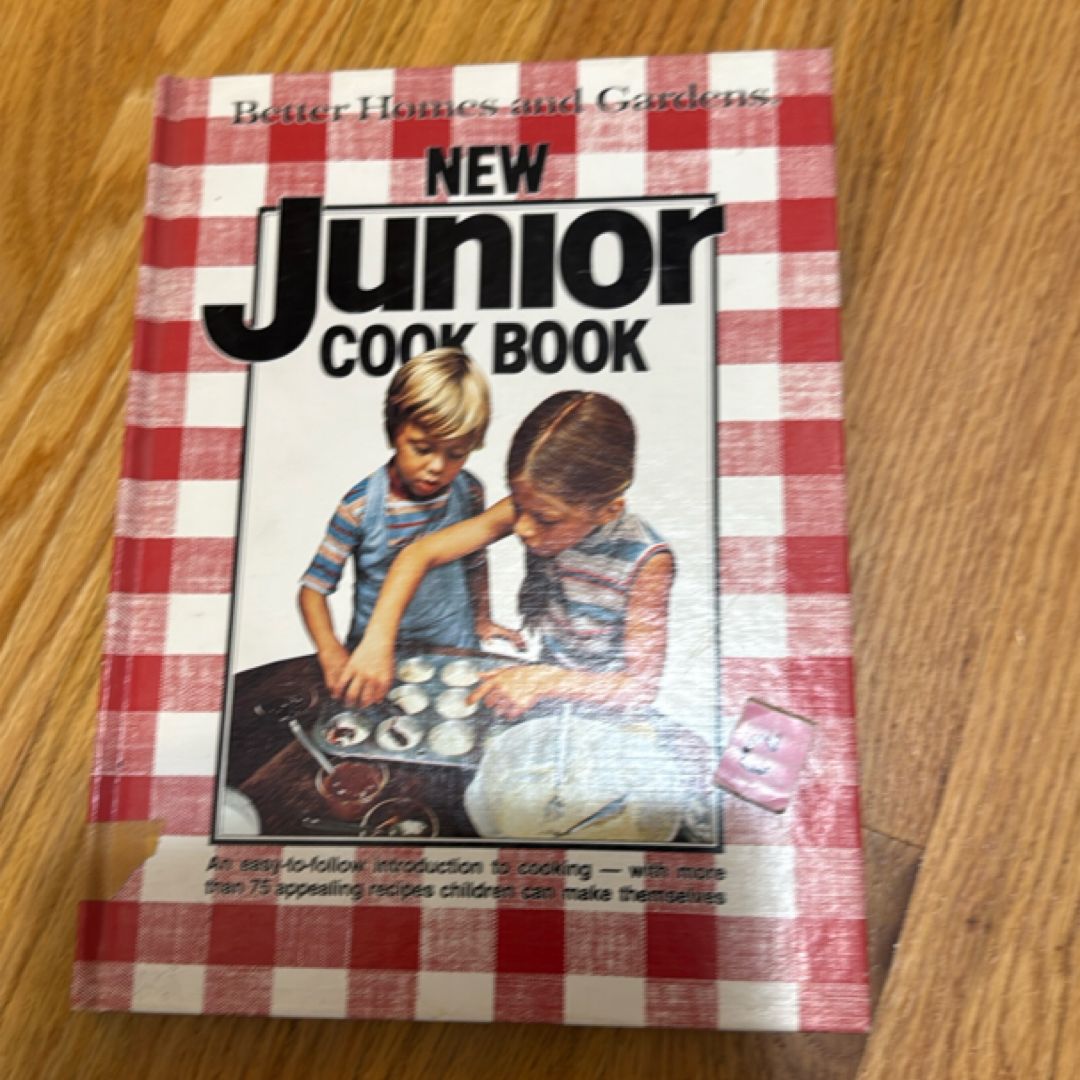 Better Homes and Gardens®
NEW
Junior
COOK BOOK
An easy-to-follow introduction to cooking — with more
than 75 appealing recipes children can make themselves